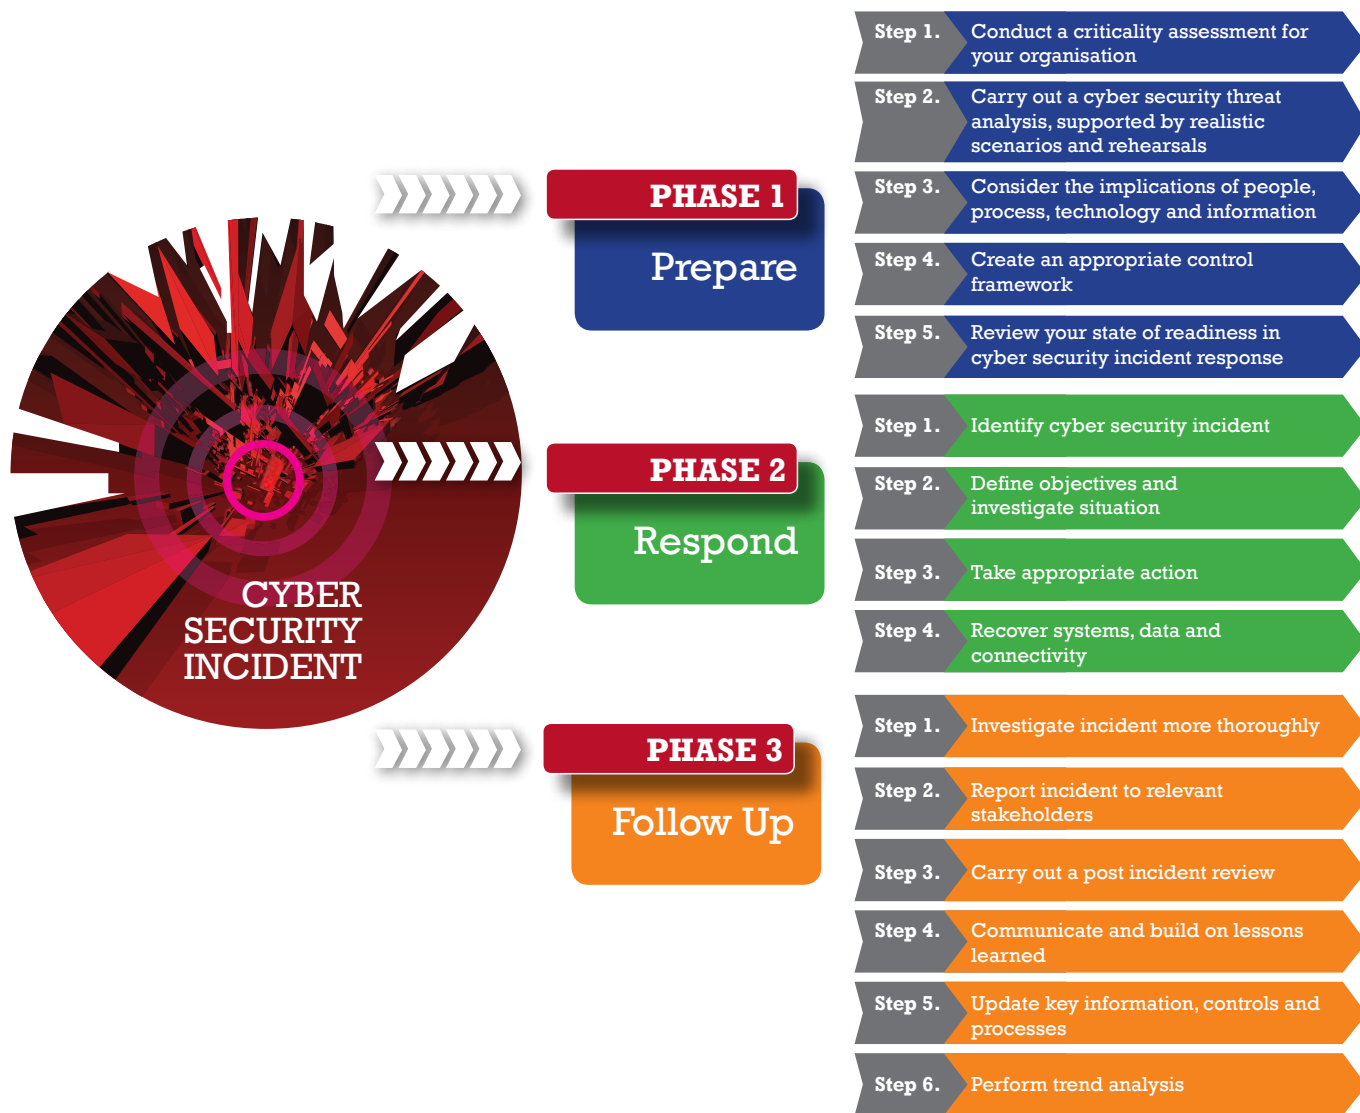 CYBER
SECURITY
INCIDENT
PHASE 1
Prepare
Step 1. Conduct a criticality assessment for
your organisation
Step 2. Carry out a cyber security threat
analysis, supported by realistic
scenarios and rehearsals
Step 3. Consider the implications of people,
process, technology and information
Step 4. Create an appropriate control
framework
Step 5. Review your state of readiness in
cyber security incident response
PHASE 2
Respond
Step 1. Identify cyber security incident
Step 2. Define objectives and
investigate situation
Step 3. Take appropriate action
Step 4. Recover systems, data and
connectivity
PHASE 3
Follow Up
Step 1. Investigate incident more thoroughly
Step 2. Report incident to relevant
stakeholders
Step 3. Carry out a post incident review
Step 4. Communicate and build on lessons
learned
Step 5. Update key information, controls and
processes
Step 6. Perform trend analysis